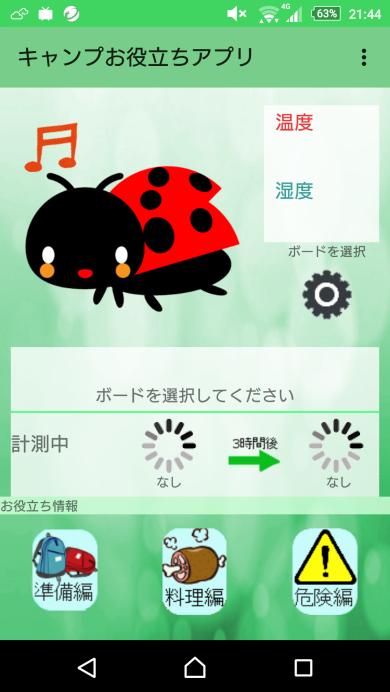 4G 63% 21:44
キャンプお役立ちアプリ
温度
湿度
ボードを選択
ボードを選択してください
計測中
3時間後
なし
なし
お役立ち情報
準備編
料理編
危険編